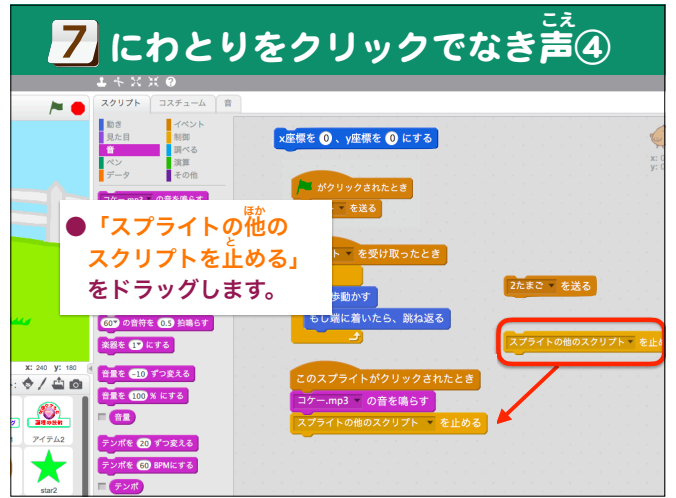 7 にわとりをクリックでなき声④
こえ
スクリプト コスチューム 音
動き イベント
見た目 制御
音 調べる
ペン 演算
データ その他
x座標を 0 、y座標を 0 にする
がクリックされたとき
を送る
を受け取ったとき
歩動かす
もし端に着いたら、跳ね返る
2たまご を送る
スプライトの他のスクリプト を止め
このスプライトがクリックされたとき
コケー.mp3 の音を鳴らす
スプライトの他のスクリプト を止める
●「スプライトの他の
ほか
スクリプトを止める」
と
をドラッグします。
60 の音符を 0.5 拍鳴らす
楽器を 1 にする
音量を -10 ずつ変える
音量を 100 % にする
音量
テンポを 20 ずつ変える
テンポを 60 BPMにする
テンポ
X: 240 y: 180
アイテム2
star2